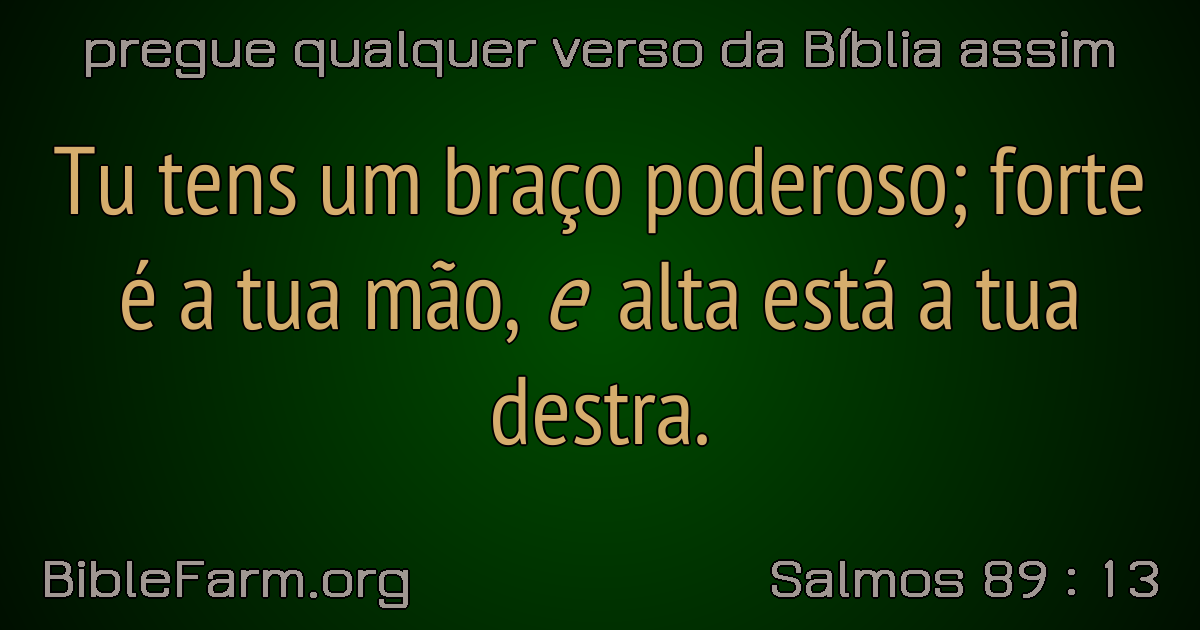 pregue qualquer verso da Bíblia assim
Tu tens um braço poderoso; forte
é a tua mão, e alta está a tua
destra.
BibleFarm.org
Salmos 89 : 13